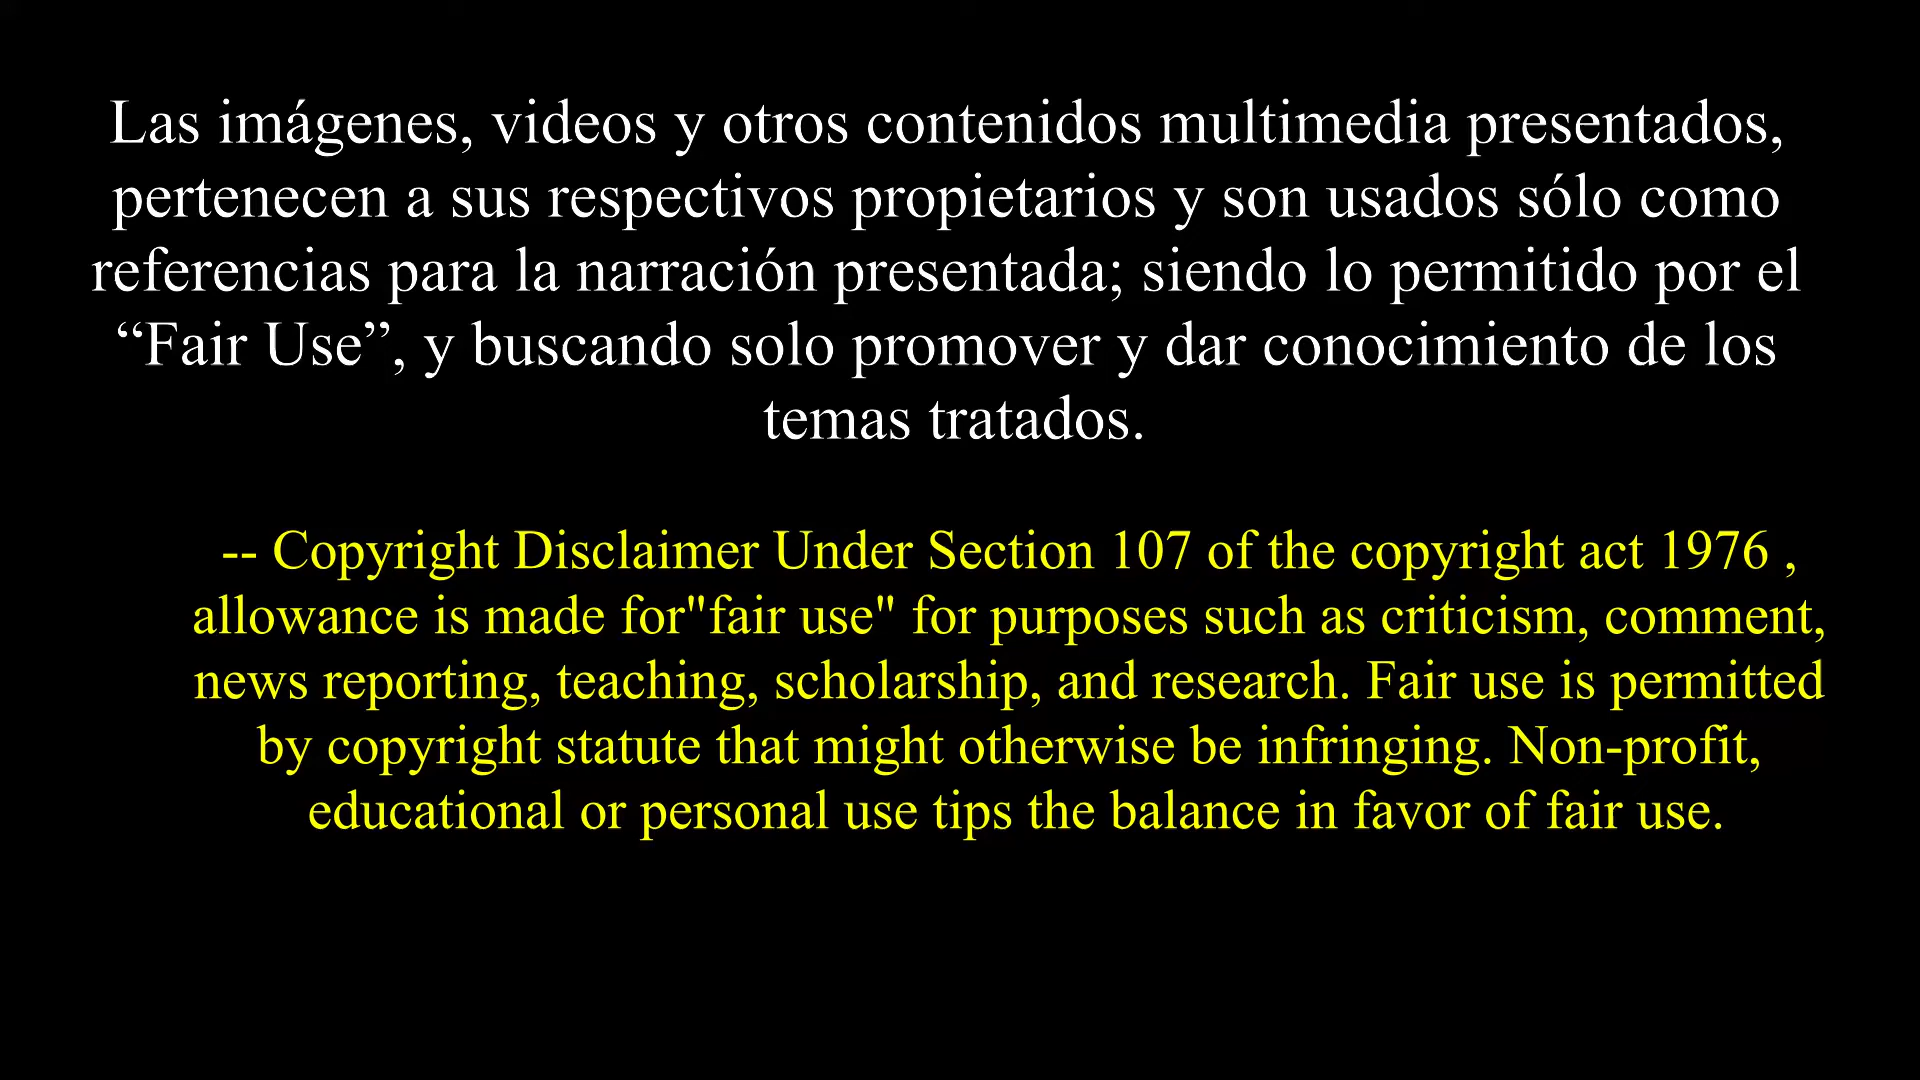 Las imágenes, videos y otros contenidos multimedia presentados,
pertenecen a sus respectivos propietarios y son usados sólo como
referencias para la narración presentada; siendo lo permitido por el
“Fair Use”, y buscando solo promover y dar conocimiento de los
temas tratados.
-- Copyright Disclaimer Under Section 107 of the copyright act 1976 ,
allowance is made for"fair use" for purposes such as criticism, comment,
news reporting, teaching, scholarship, and research. Fair use is permitted
by copyright statute that might otherwise be infringing. Non-profit,
educational or personal use tips the balance in favor of fair use.